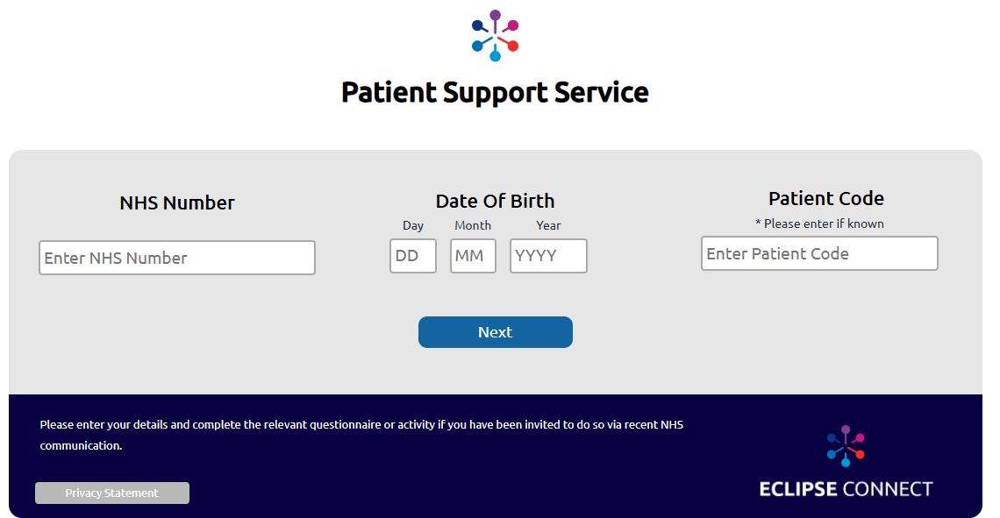 Patient Support Service
NHS Number
Enter NHS Number
Date Of Birth
Day Month Year
DD MM YYYY
Patient Code
* Please enter if known
Enter Patient Code
Next
Please enter your details and complete the relevant questionnaire or activity if you have been invited to do so via recent NHS
communication.
Privacy Statement
ECLIPSE CONNECT